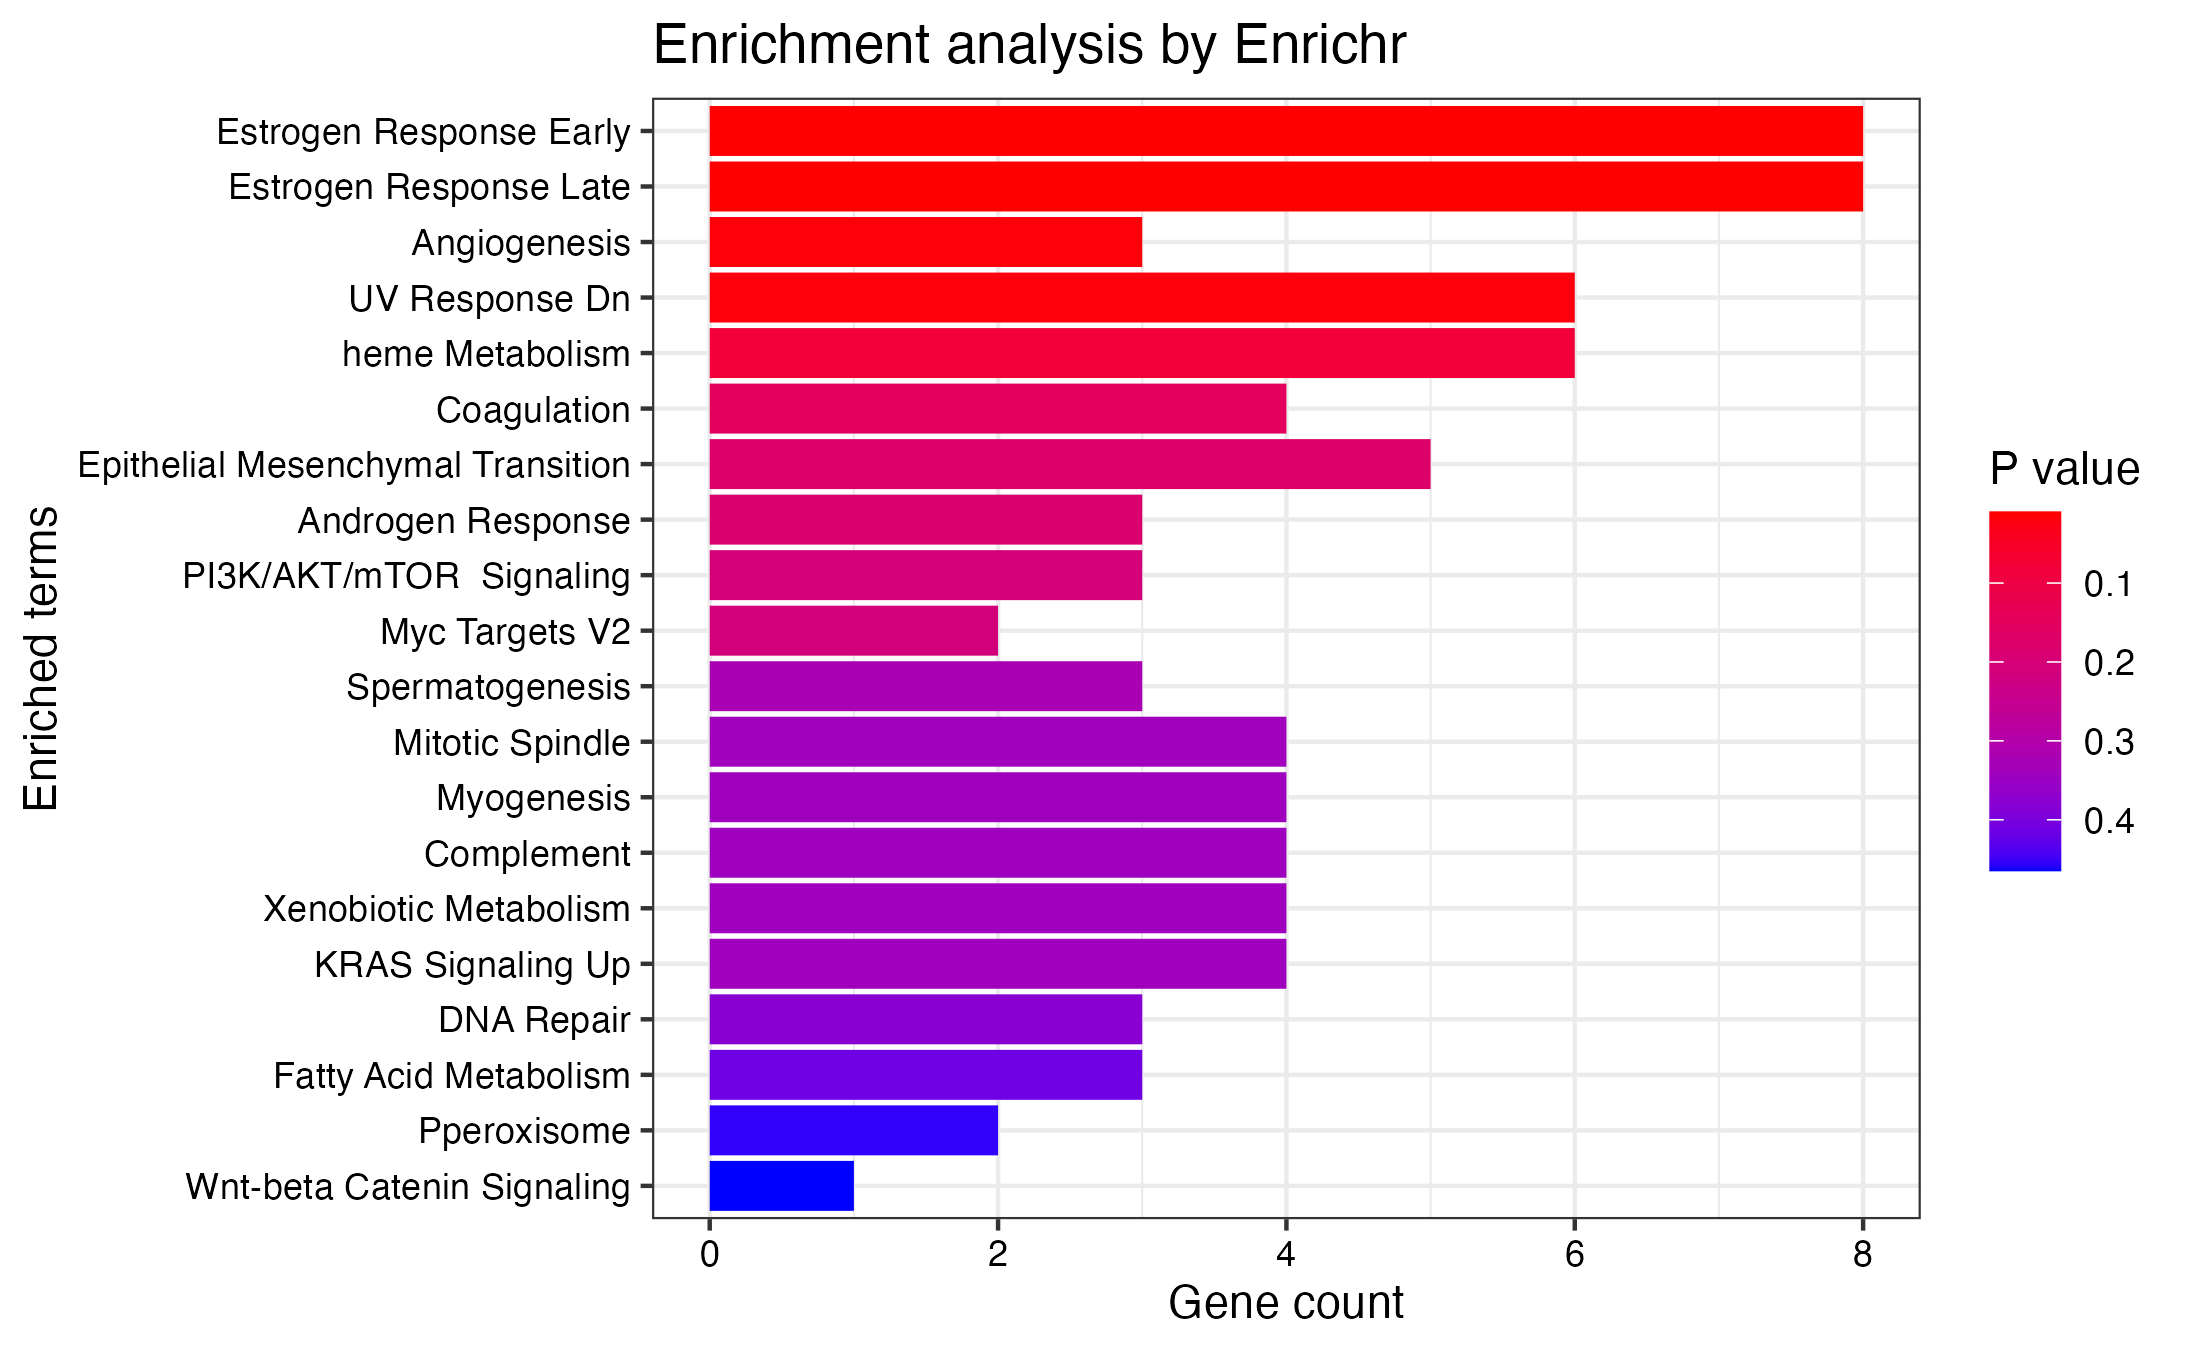 Enrichment analysis by Enrichr
Enriched terms
Estrogen Response Early
Estrogen Response Late
Angiogenesis
UV Response Dn
heme Metabolism
Coagulation
Epithelial Mesenchymal Transition
Androgen Response
PI3K/AKT/mTOR  Signaling
Myc Targets V2
Spermatogenesis
Mitotic Spindle
Myogenesis
Complement
Xenobiotic Metabolism
KRAS Signaling Up
DNA Repair
Fatty Acid Metabolism
Pperoxisome
Wnt-beta Catenin Signaling
0 2 4 6 8
Gene count
P value
0.1
0.2
0.3
0.4